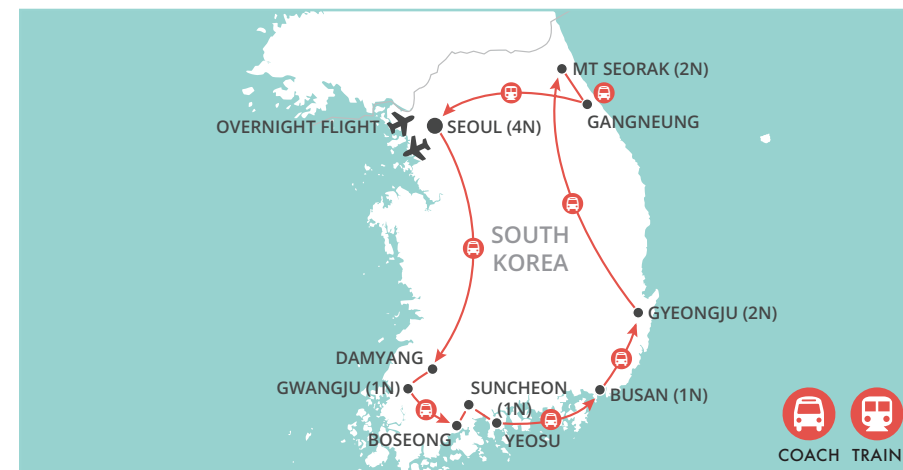 MT SEORAK (2N)
GANGNEUNG
OVERNIGHT FLIGHT
SEOUL (4N)
SOUTH
KOREA
GYEONGJU (2N)
DAMYANG
GWANGJU (1N)
SUNCHEON
(1N)
BUSAN (1N)
BOSEONG
YEOSU
COACH
TRAIN